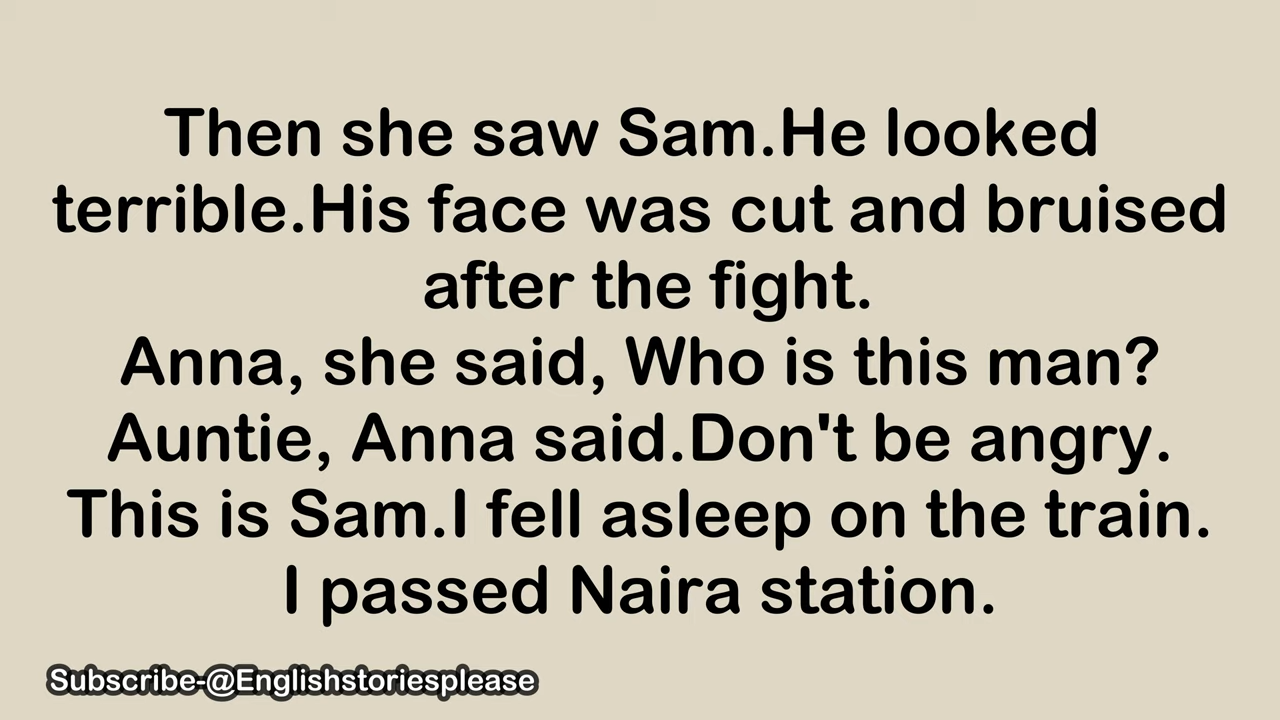 Then she saw Sam.He looked
terrible.His face was cut and bruised
after the fight.
Anna, she said, Who is this man?
Auntie, Anna said.Don't be angry.
This is Sam.I fell asleep on the train.
I passed Naira station.
Subscribe-@Englishstoriesplease